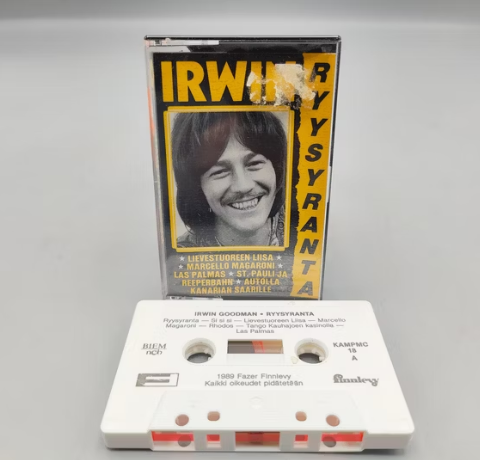 IRWIN
RYYSYRANTA
★ LIEVESTUOREEN LIISA ★
★ MARCELLO MAGARONI ★
LAS PALMAS ★ ST. PAULI JA
REEPERBAHN ★ AUTOLLA
KANARIAN SAARILLE
IRWIN GOODMAN • RYYSYRANTA
Ryysyranta — Si si si — Lievestuoreen Liisa — Marcello
Magaroni — Rhodos — Tango Kauhajoen kasinolla —
Las Palmas
BIEM
ncb
KAMPMC
18
A
1989 Fazer Finnlevy
Kaikki oikeudet pidätetään
finnlevy